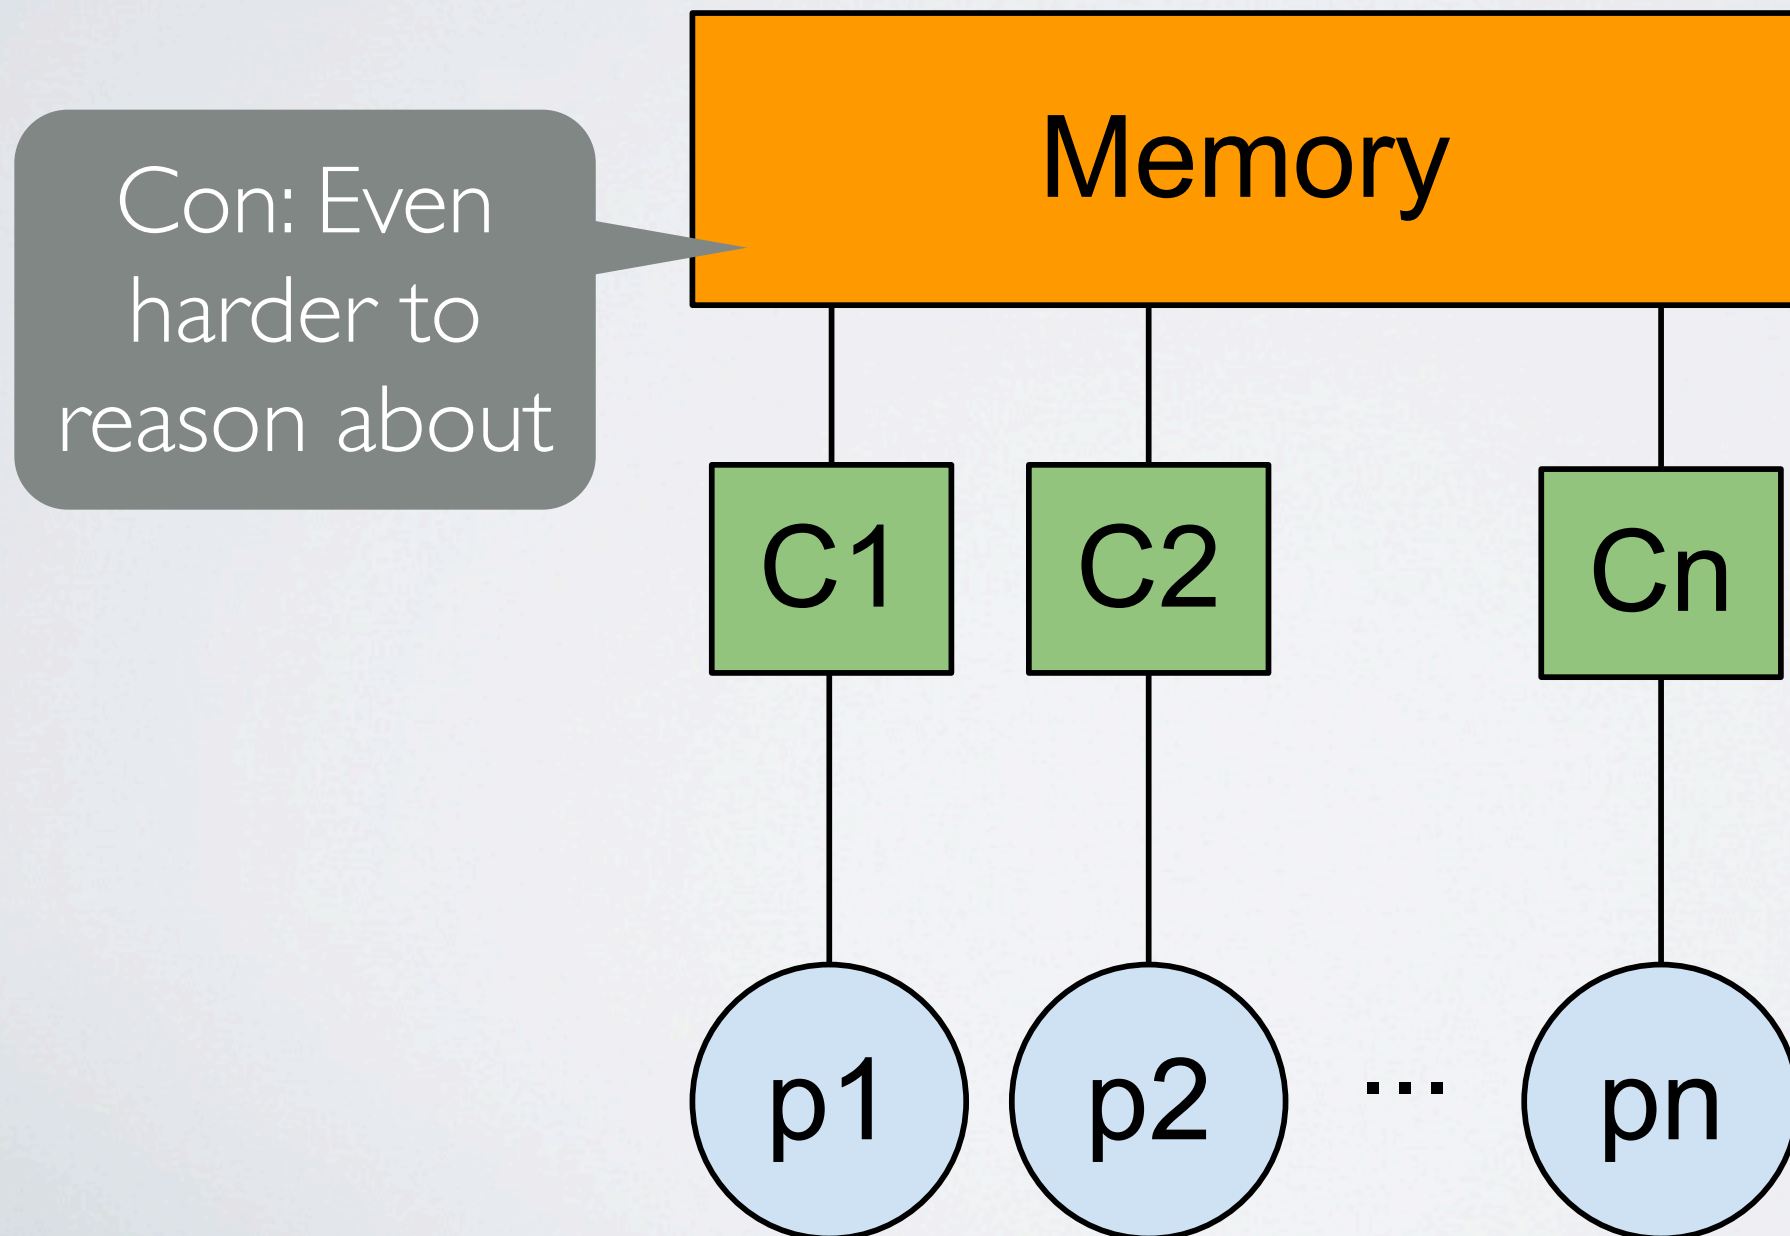 Memory
Con: Even
harder to
reason about
C1
C2
Cn
p1
p2
...
pn